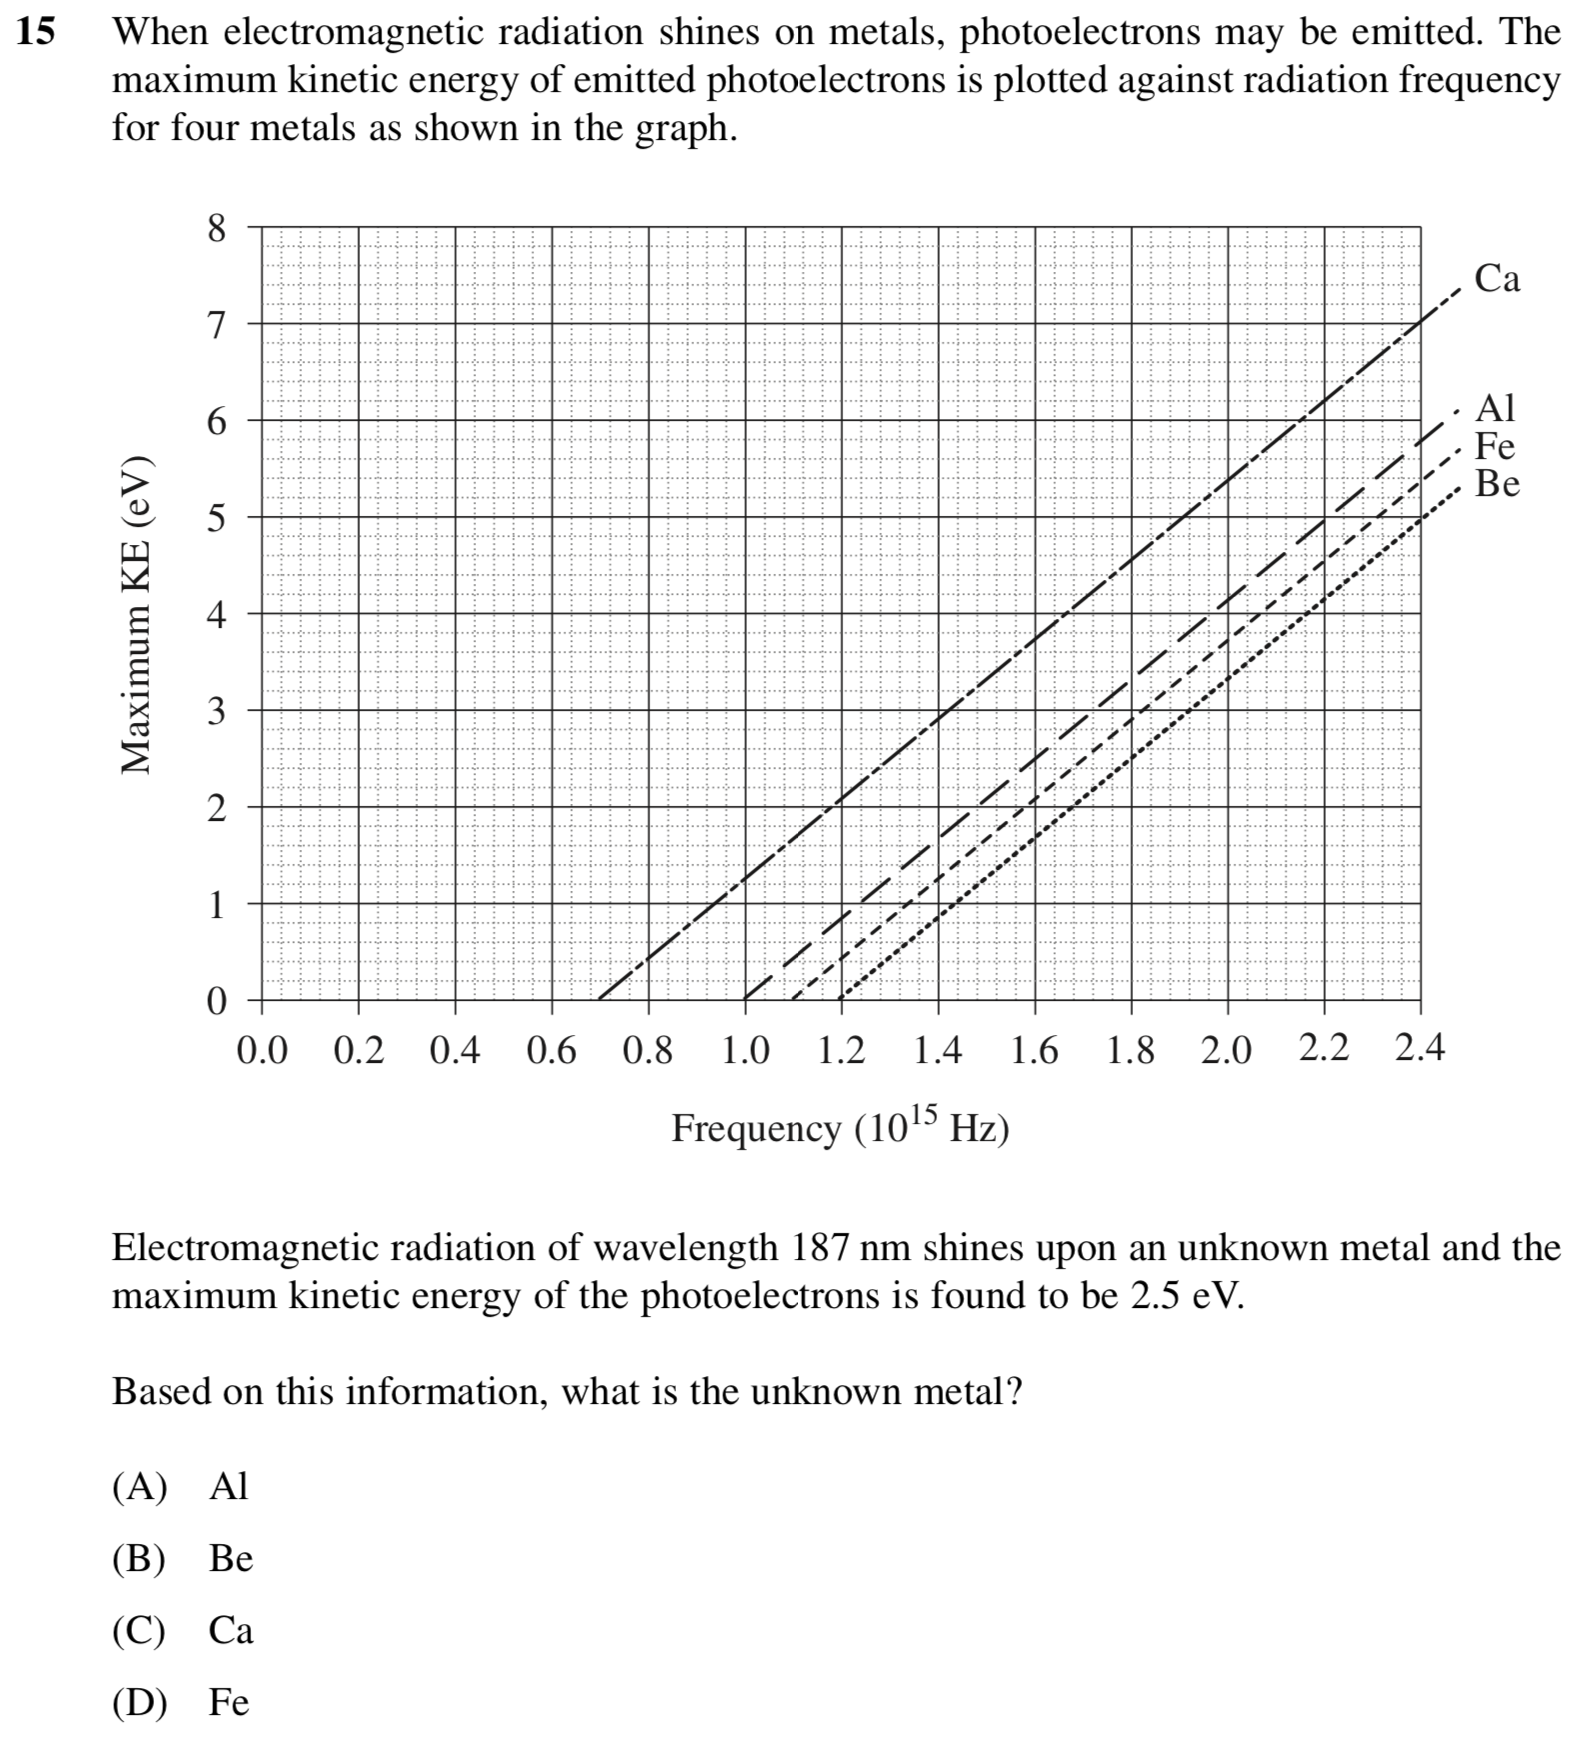 15 When electromagnetic radiation shines on metals, photoelectrons may be emitted. The
maximum kinetic energy of emitted photoelectrons is plotted against radiation frequency
for four metals as shown in the graph.
8
Ca
7
Al
6
Fe
Be
5
Maximum KE (eV)
4
3
2
1
0
0.0 0.2 0.4 0.6 0.8 1.0 1.2 1.4 1.6 1.8 2.0 2.2 2.4
Frequency (10¹⁵ Hz)
Electromagnetic radiation of wavelength 187 nm shines upon an unknown metal and the
maximum kinetic energy of the photoelectrons is found to be 2.5 eV.
Based on this information, what is the unknown metal?
(A) Al
(B) Be
(C) Ca
(D) Fe